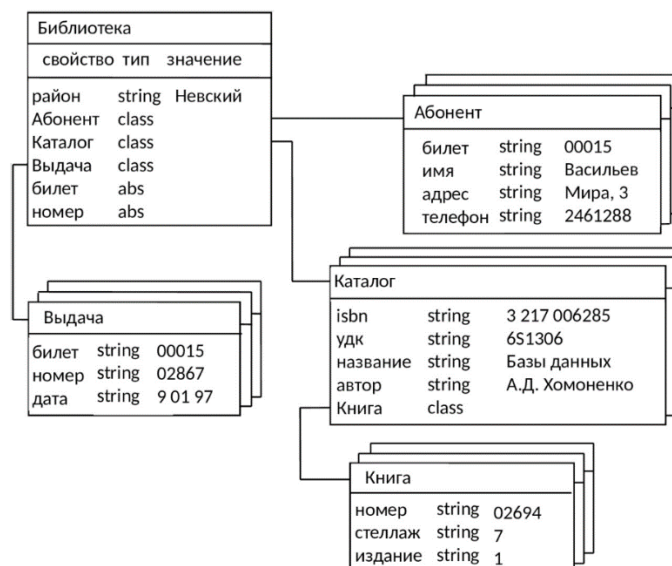 Библиотека
свойство тип значение
район string Невский
Абонент class
Каталог class
Выдача class
билет abs
номер abs
Абонент
билет string 00015
имя string Васильев
адрес string Мира, 3
телефон string 2461288
Выдача
билет string 00015
номер string 02867
дата string 9 01 97
Каталог
isbn string 3 217 006285
удк string 6S1306
название string Базы данных
автор string А.Д. Хомоненко
Книга class
Книга
номер string 02694
стеллаж string 7
издание string 1